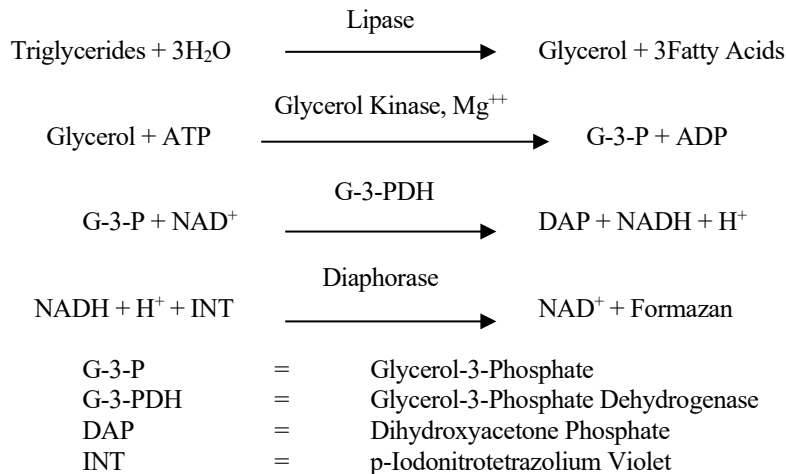 Lipase
Triglycerides + 3H₂O Glycerol + 3Fatty Acids
Glycerol Kinase, Mg⁺⁺
Glycerol + ATP G-3-P + ADP
G-3-PDH
G-3-P + NAD⁺ DAP + NADH + H⁺
Diaphorase
NADH + H⁺ + INT NAD⁺ + Formazan
G-3-P = Glycerol-3-Phosphate
G-3-PDH = Glycerol-3-Phosphate Dehydrogenase
DAP = Dihydroxyacetone Phosphate
INT = p-Iodonitrotetrazolium Violet